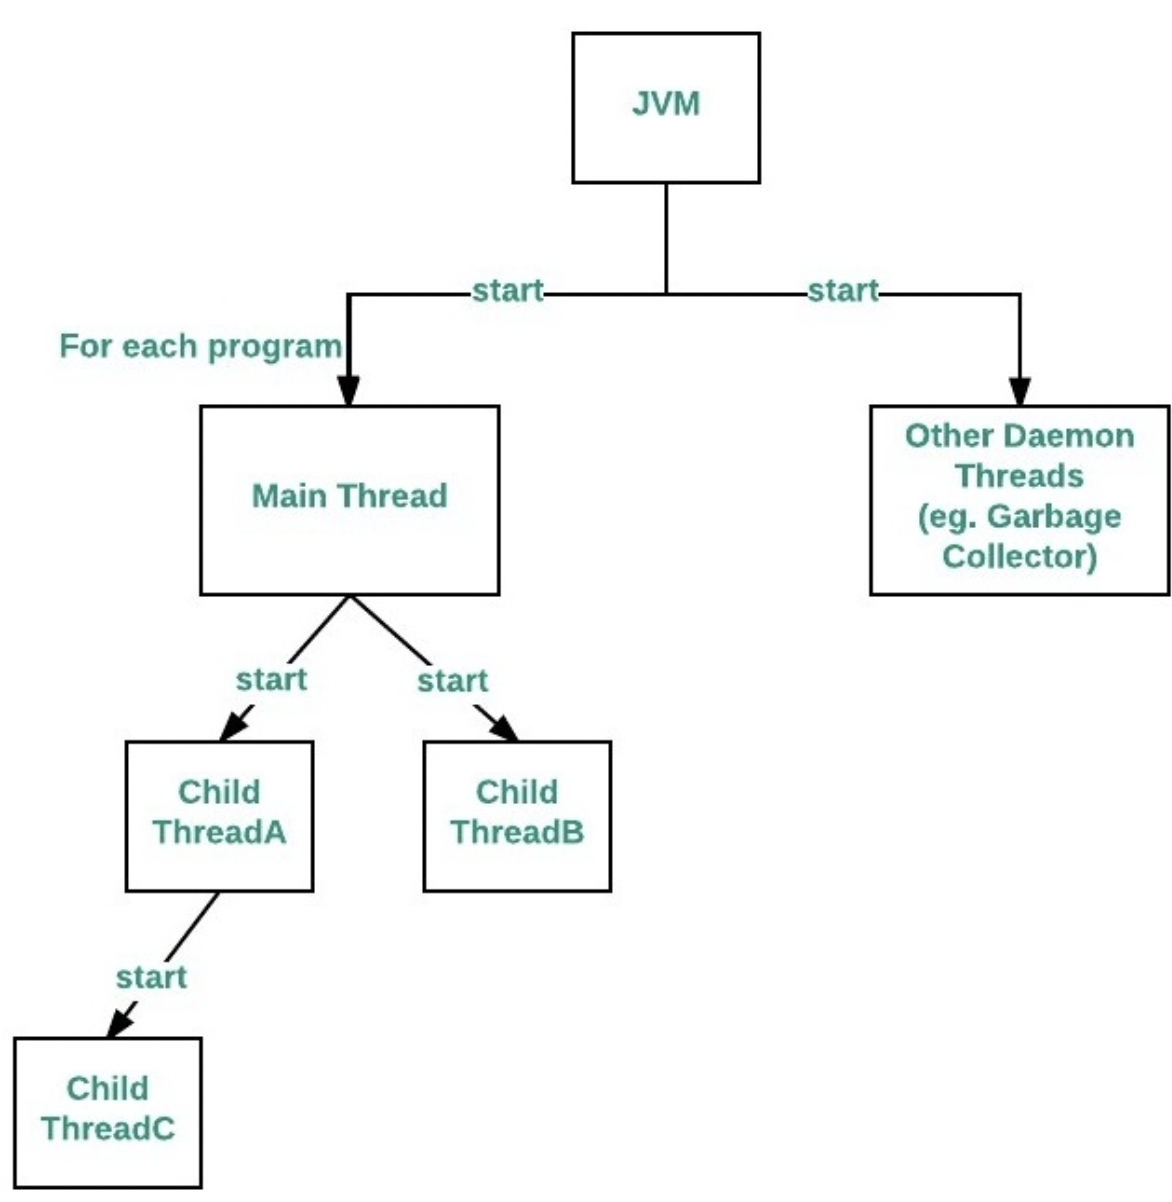 JVM
start
start
For each program
Main Thread
Other Daemon
Threads
(eg. Garbage
Collector)
start
start
Child
ThreadA
Child
ThreadB
start
Child
ThreadC